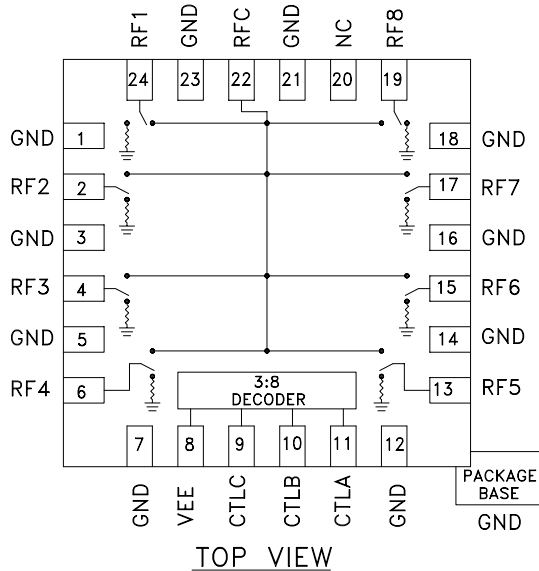 RF1 GND RFC GND NC RF8
24 23 22 21 20 19
GND 1 18 GND
RF2 2 17 RF7
GND 3 16 GND
RF3 4 15 RF6
GND 5 14 GND
RF4 6 13 RF5
3:8
DECODER
7 8 9 10 11 12
GND VEE CTLC CTLB CTLA GND
PACKAGE
BASE
GND
TOP VIEW